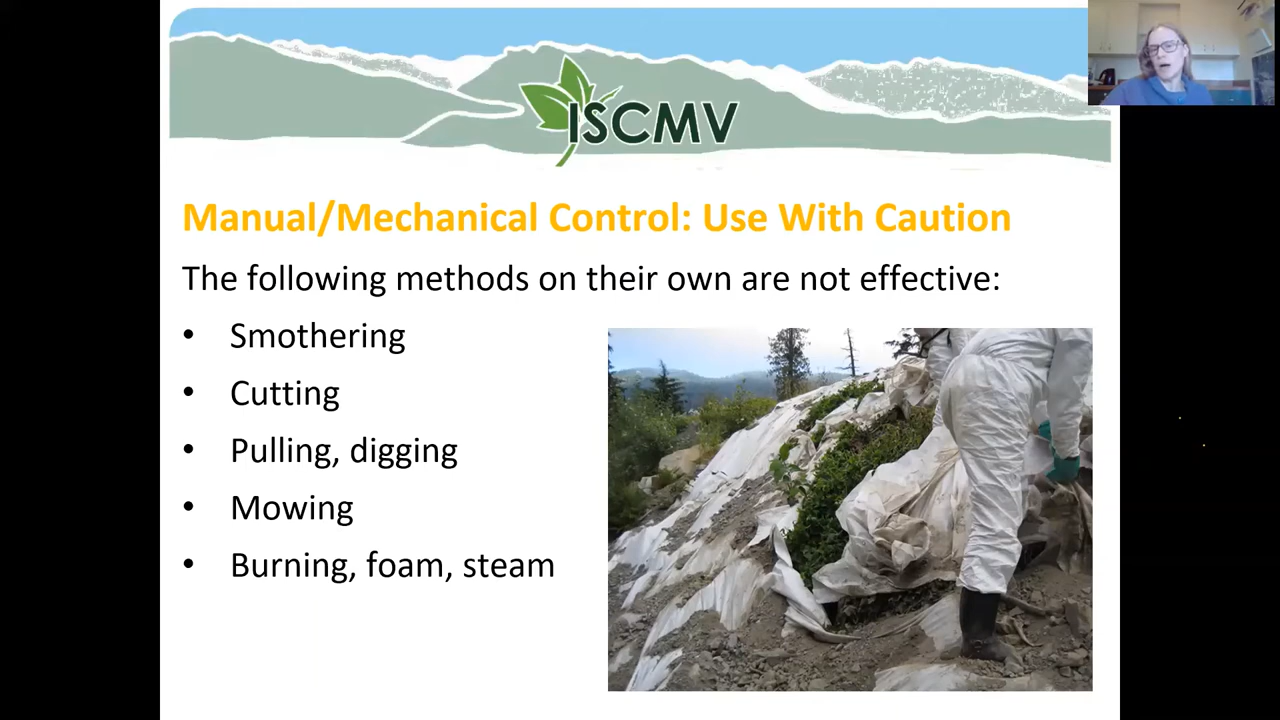 ISCMV
Manual/Mechanical Control: Use With Caution
The following methods on their own are not effective:
• Smothering
• Cutting
• Pulling, digging
• Mowing
• Burning, foam, steam